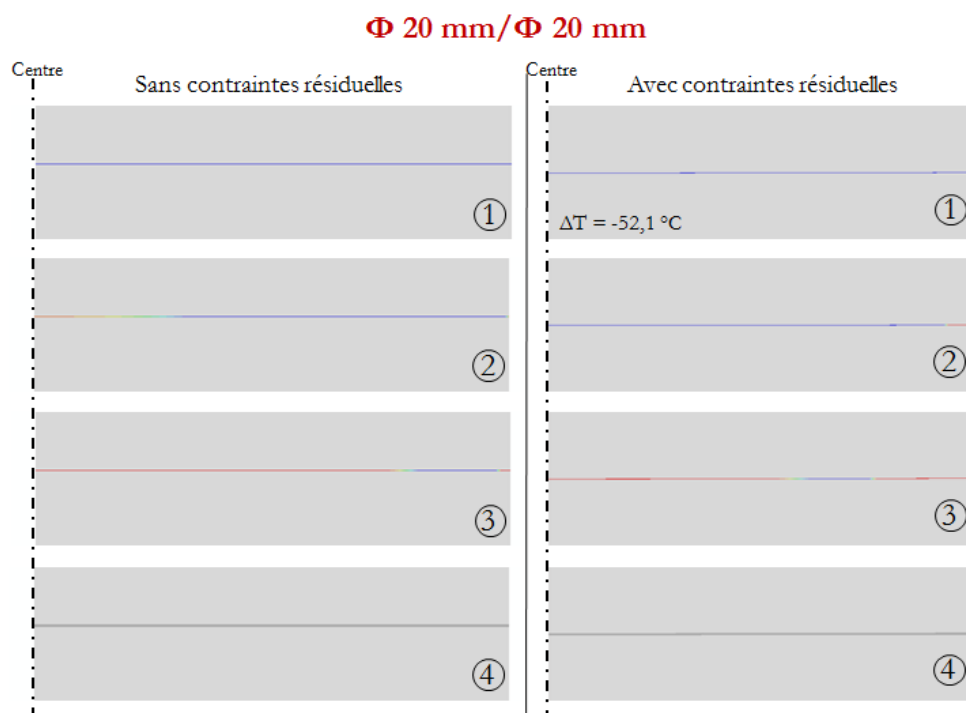 Φ 20 mm/Φ 20 mm
Centre
Sans contraintes résiduelles
①
②
③
④
Centre
Avec contraintes résiduelles
ΔT = -52,1 °C
①
②
③
④